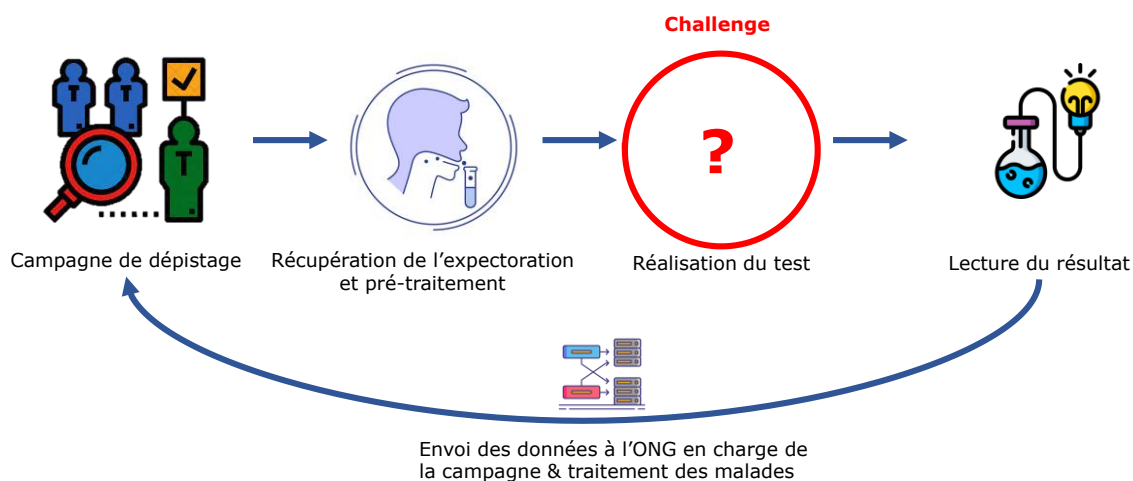 Challenge
T
T
T
?
Campagne de dépistage
Récupération de l'expectoration
et pré-traitement
Réalisation du test
Lecture du résultat
Envoi des données à l'ONG en charge de
la campagne & traitement des malades